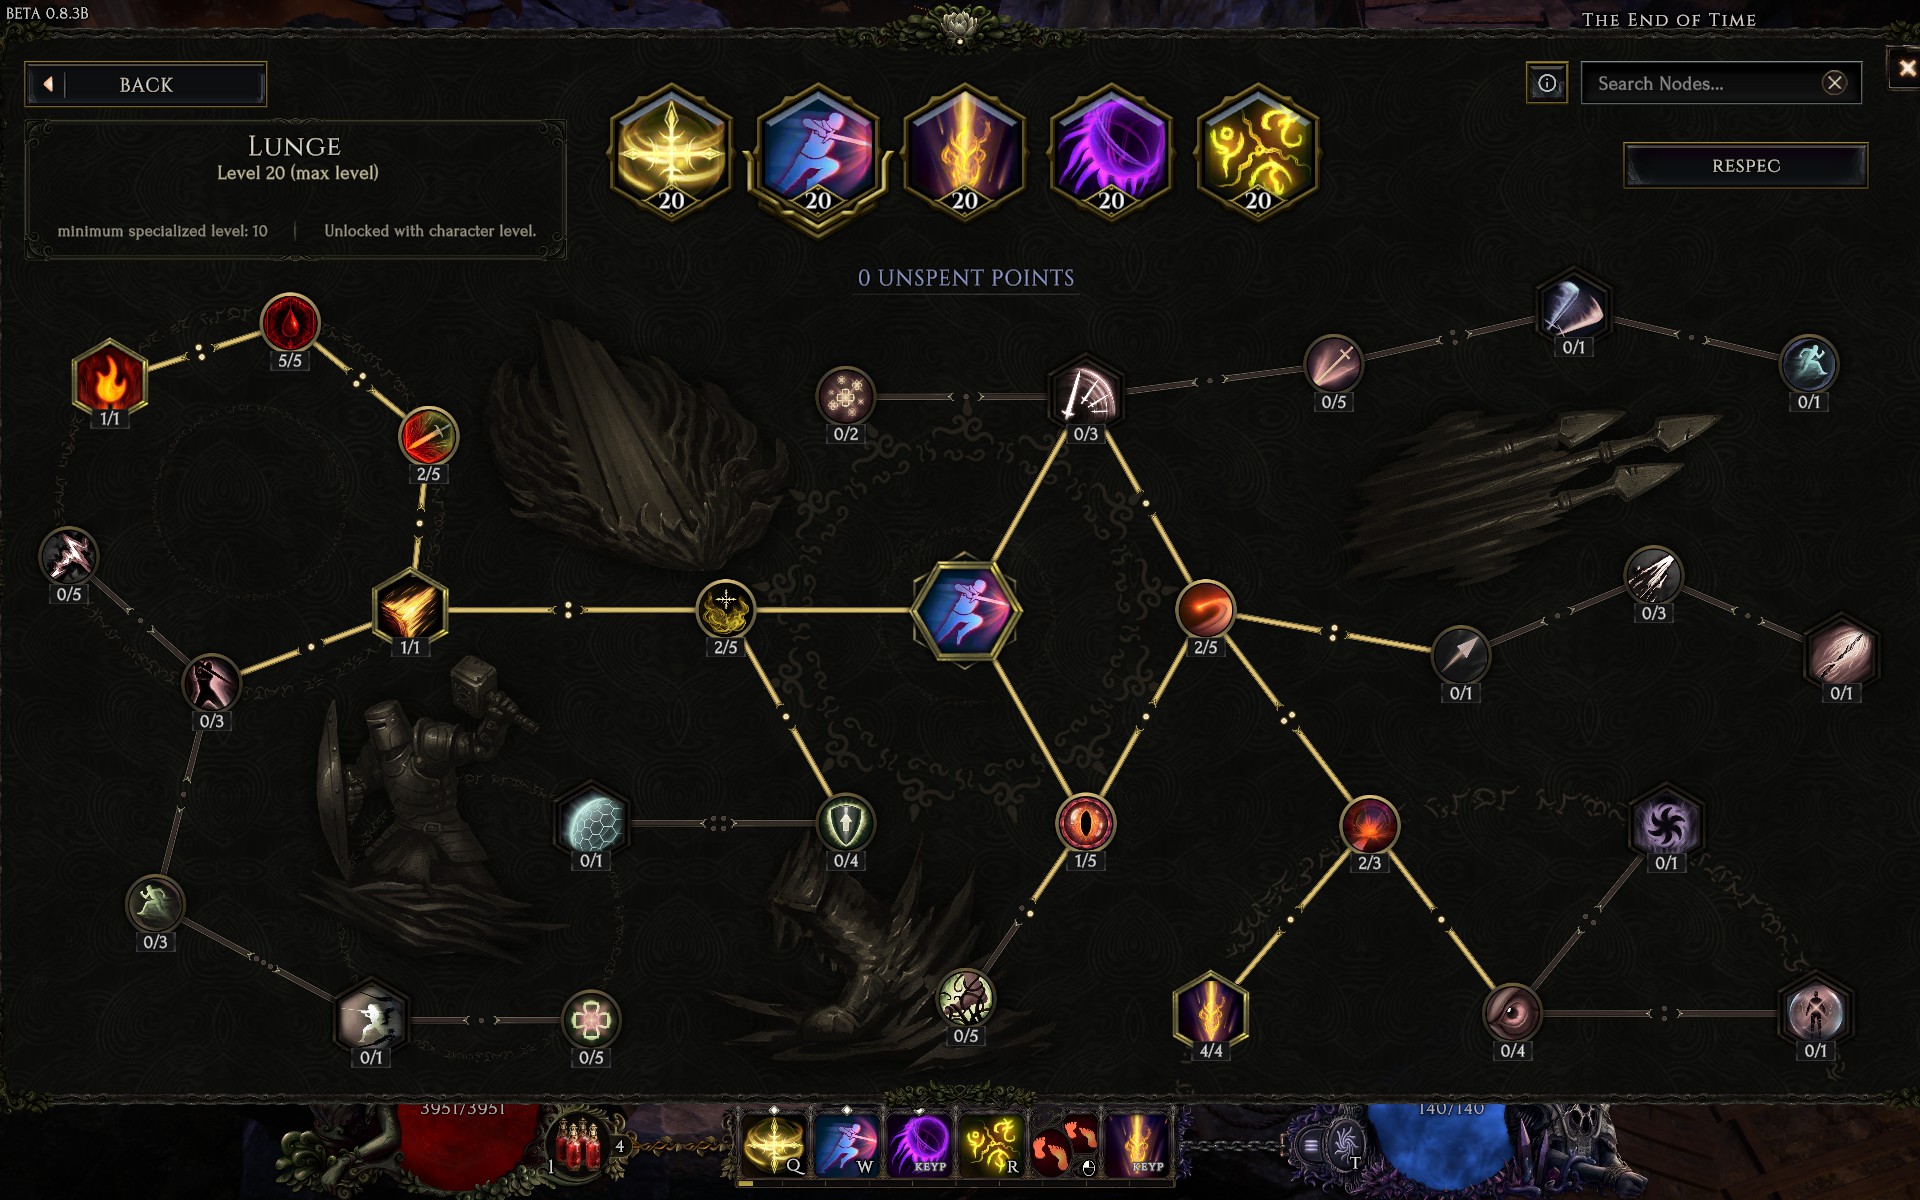 BETA 0.8.3B
THE END OF TIME
BACK
Search Nodes...
LUNGE
Level 20 (max level)
minimum specialized level: 10
Unlocked with character level.
20
20
20
20
20
RESPEC
0 UNSPENT POINTS
5/5
1/1
0/2
0/3
0/5
0/1
0/1
2/5
0/5
1/1
2/5
2/5
0/3
0/1
0/1
0/3
0/1
0/4
1/5
2/3
0/1
0/3
0/1
0/5
0/5
4/4
0/4
0/1
3951/3951
140/140
1
4
Q
W
KEYP
R
KEYP
T